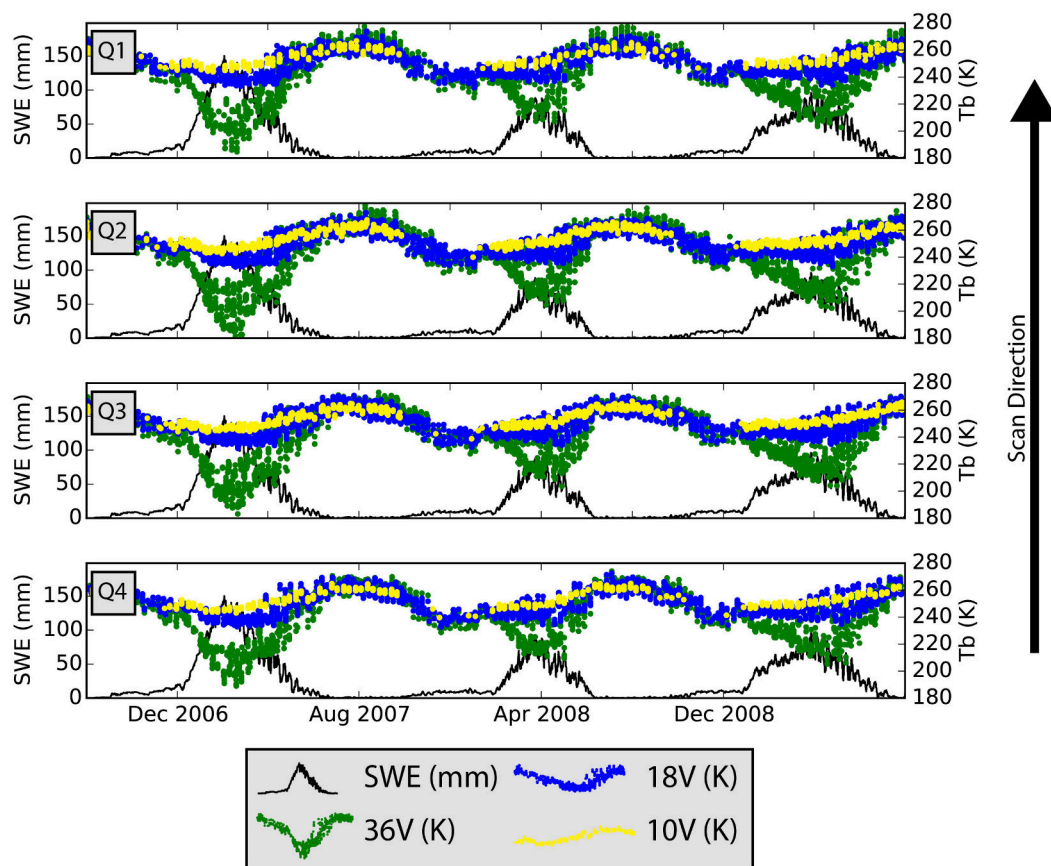 Q1
SWE (mm)
150
100
50
0
280
260
240
220
200
180
Tb (K)
Q2
SWE (mm)
150
100
50
0
280
260
240
220
200
180
Tb (K)
Q3
SWE (mm)
150
100
50
0
260
260
240
220
200
180
Tb (K)
Q4
SWE (mm)
150
100
50
0
280
260
240
220
200
180
Tb (K)
Dec 2006 Aug 2007 Apr 2008 Dec 2008
Scan Direction
SWE (mm) 18V (K)
36V (K) 10V (K)